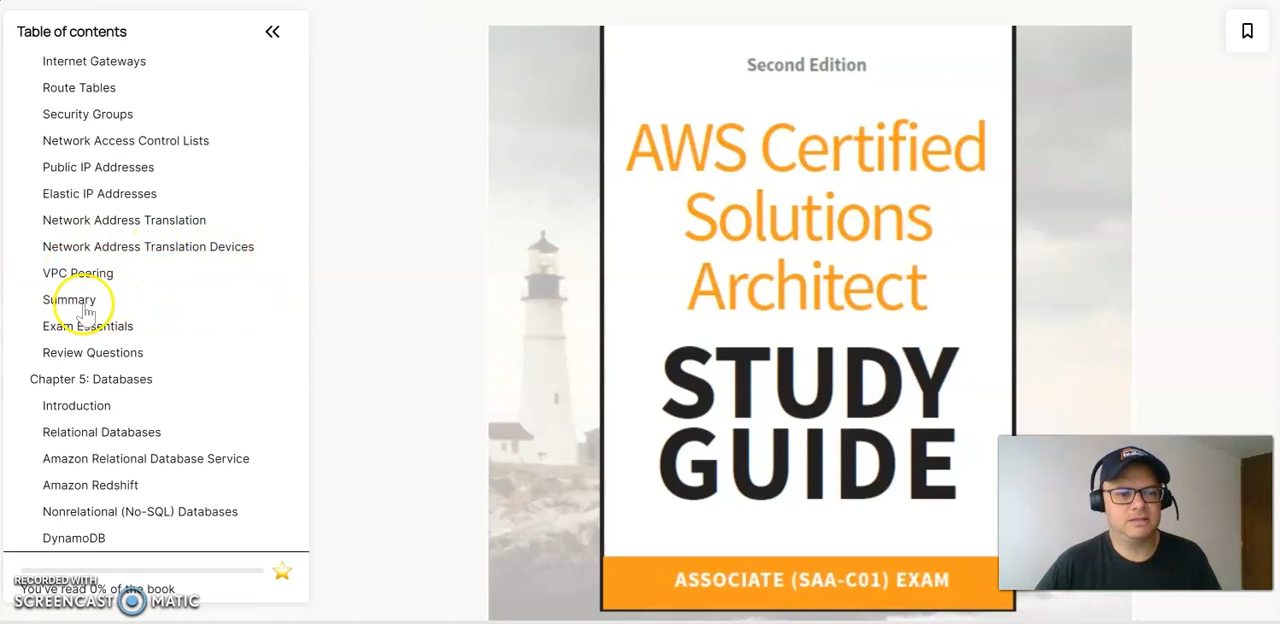 Table of contents
Internet Gateways
Route Tables
Security Groups
Network Access Control Lists
Public IP Addresses
Elastic IP Addresses
Network Address Translation
Network Address Translation Devices
VPC Peering
Summary
Exam Essentials
Review Questions
Chapter 5: Databases
Introduction
Relational Databases
Amazon Relational Database Service
Amazon Redshift
Nonrelational (No-SQL) Databases
DynamoDB
You've read 0% of the book
RECORDED WITH
SCREENCAST MATIC
Second Edition
AWS Certified
Solutions
Architect
STUDY
GUIDE
ASSOCIATE (SAA-C01) EXAM